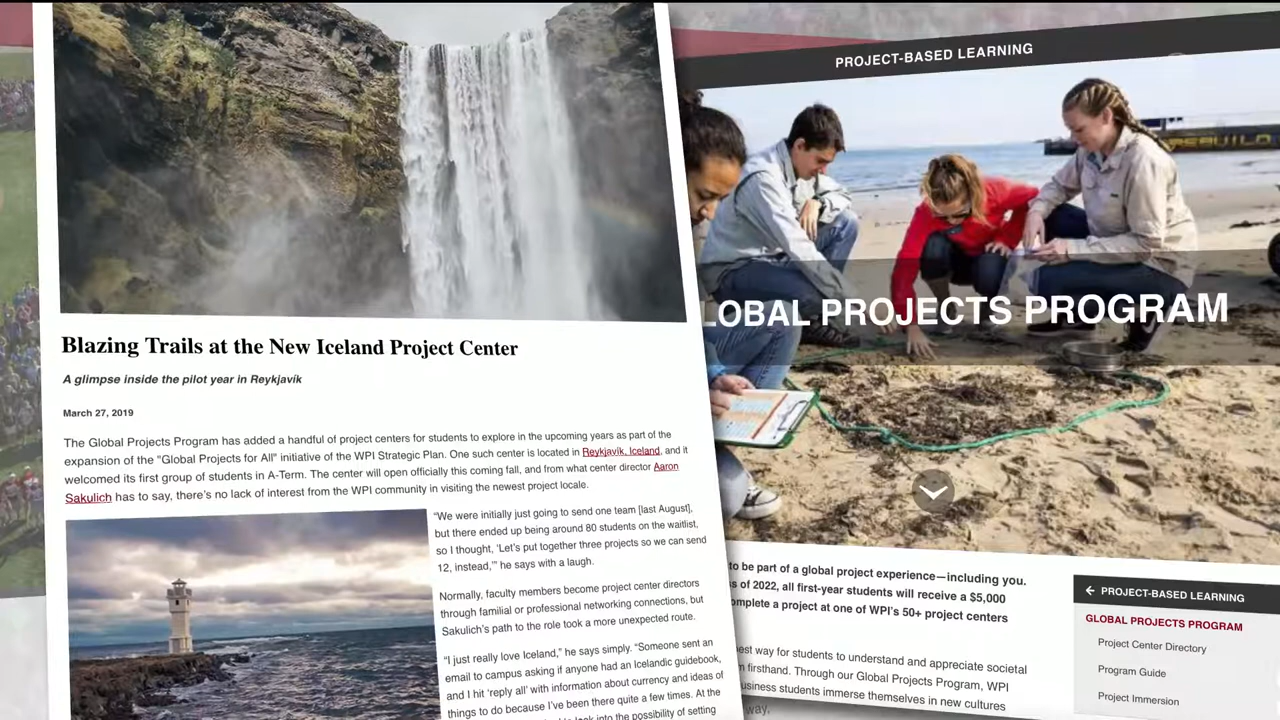 Blazing Trails at the New Iceland Project Center
A glimpse inside the pilot year in Reykjavík
March 27, 2019
The Global Projects Program has added a handful of project centers for students to explore in the upcoming years as part of the
expansion of the "Global Projects for All" initiative of the WPI Strategic Plan. One such center is located in Reykjavik, Iceland, and it
welcomed its first group of students in A-Term. The center will open officially this coming fall, and from what center director Aaron
Sakulich has to say, there's no lack of interest from the WPI community in visiting the newest project locale.
"We were initially just going to send one team [last August],
but there ended up being around 80 students on the waitlist,
so I thought, 'Let's put together three projects so we can send
12, instead,'" he says with a laugh.
Normally, faculty members become project center directors
through familial or professional networking connections, but
Sakulich's path to the role took a more unexpected route.
"I just really love Iceland," he says simply. "Someone sent an
email to campus asking if anyone had an Icelandic guidebook,
and I hit 'reply all' with information about currency and ideas of
things to do because I've been there quite a few times. At the
look into the possibility of setting
PROJECT-BASED LEARNING
LOBAL PROJECTS PROGRAM
to be part of a global project experience—including you.
ss of 2022, all first-year students will receive a $5,000
omplete a project at one of WPI's 50+ project centers
est way for students to understand and appreciate societal
firsthand. Through our Global Projects Program, WPI
usiness students immerse themselves in new cultures
way.
PROJECT-BASED LEARNING
GLOBAL PROJECTS PROGRAM
Project Center Directory
Program Guide
Project Immersion